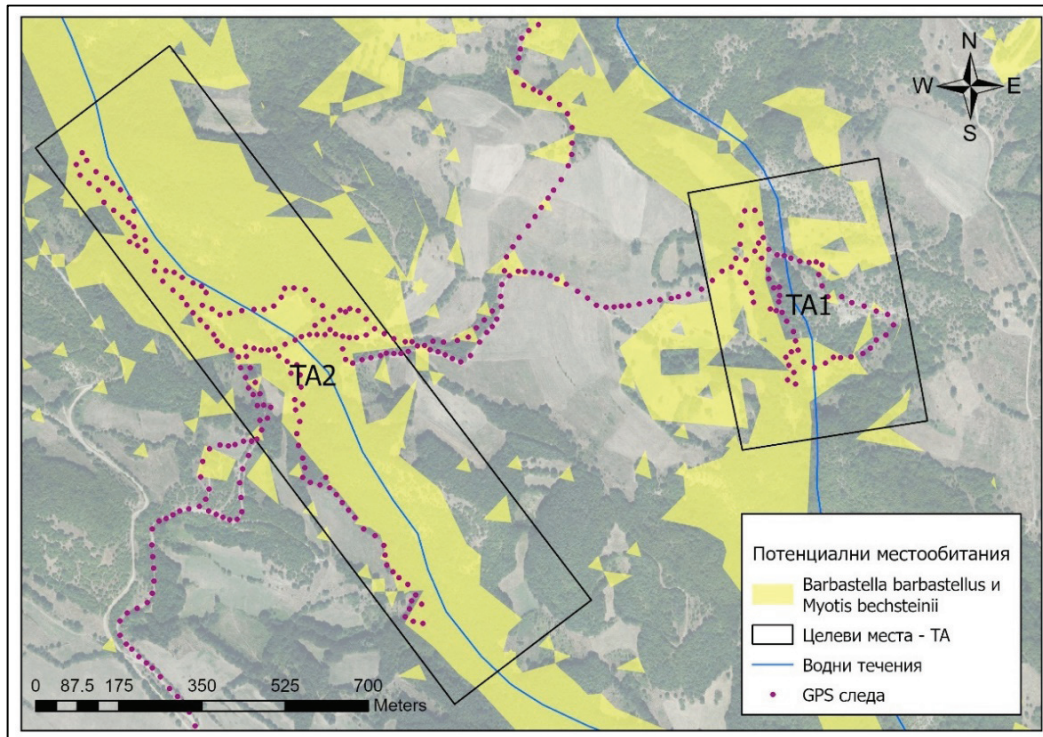 N
W E
S
TA1
TA2
Потенциални местообитания
Barbastella barbastellus и
Myotis bechsteinii
Целеви места - ТА
Водни течения
GPS следа
0 87.5 175 350 525 700
Meters